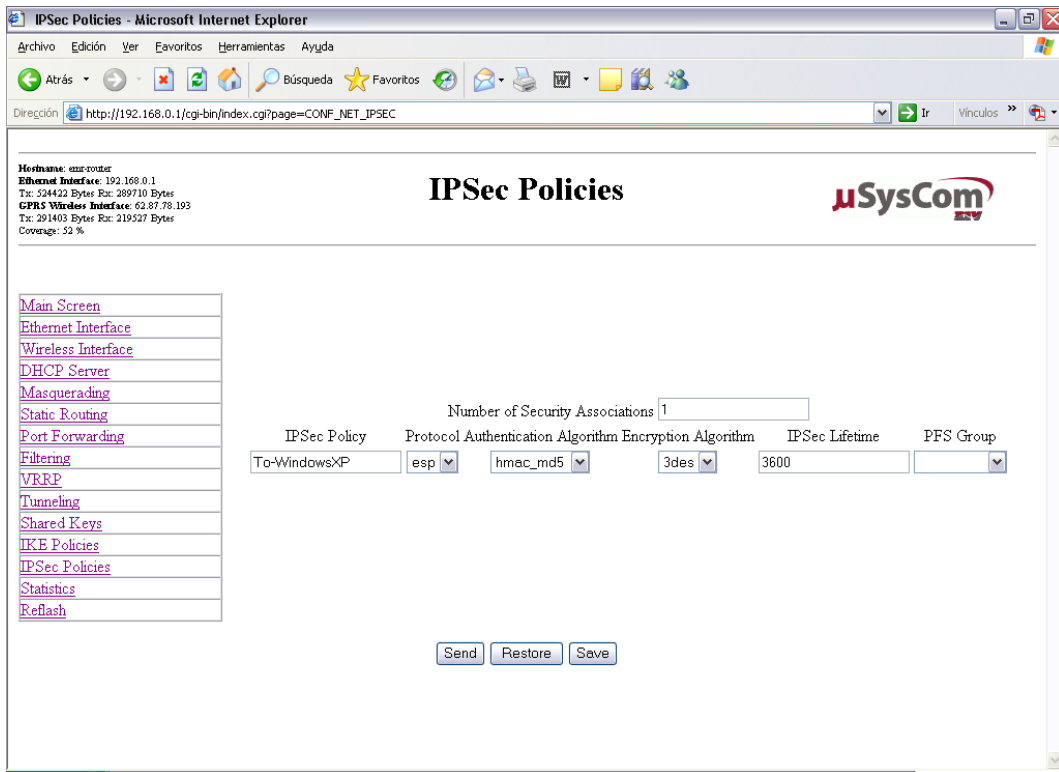 IPSec Policies - Microsoft Internet Explorer
Archivo Edición Ver Favoritos Herramientas Ayuda
Atrás Búsqueda Favoritos
Dirección http://192.168.0.1/cgi-bin/index.cgi?page=CONF_NET_IPSEC Ir Vínculos »
Hostname: emr-router
Ethernet Interface: 192.168.0.1
Tx: 524422 Bytes Rx: 289710 Bytes
GPRS Wireless Interface: 62.87.78.193
Tx: 291403 Bytes Rx: 219527 Bytes
Coverage: 52 %
IPSec Policies
µSysCom
Main Screen
Ethernet Interface
Wireless Interface
DHCP Server
Masquerading
Static Routing
Port Forwarding
Filtering
VRRP
Tunneling
Shared Keys
IKE Policies
IPSec Policies
Statistics
Reflash
Number of Security Associations 1
IPSec Policy Protocol Authentication Algorithm Encryption Algorithm IPSec Lifetime PFS Group
To-WindowsXP esp hmac_md5 3des 3600
Send Restore Save